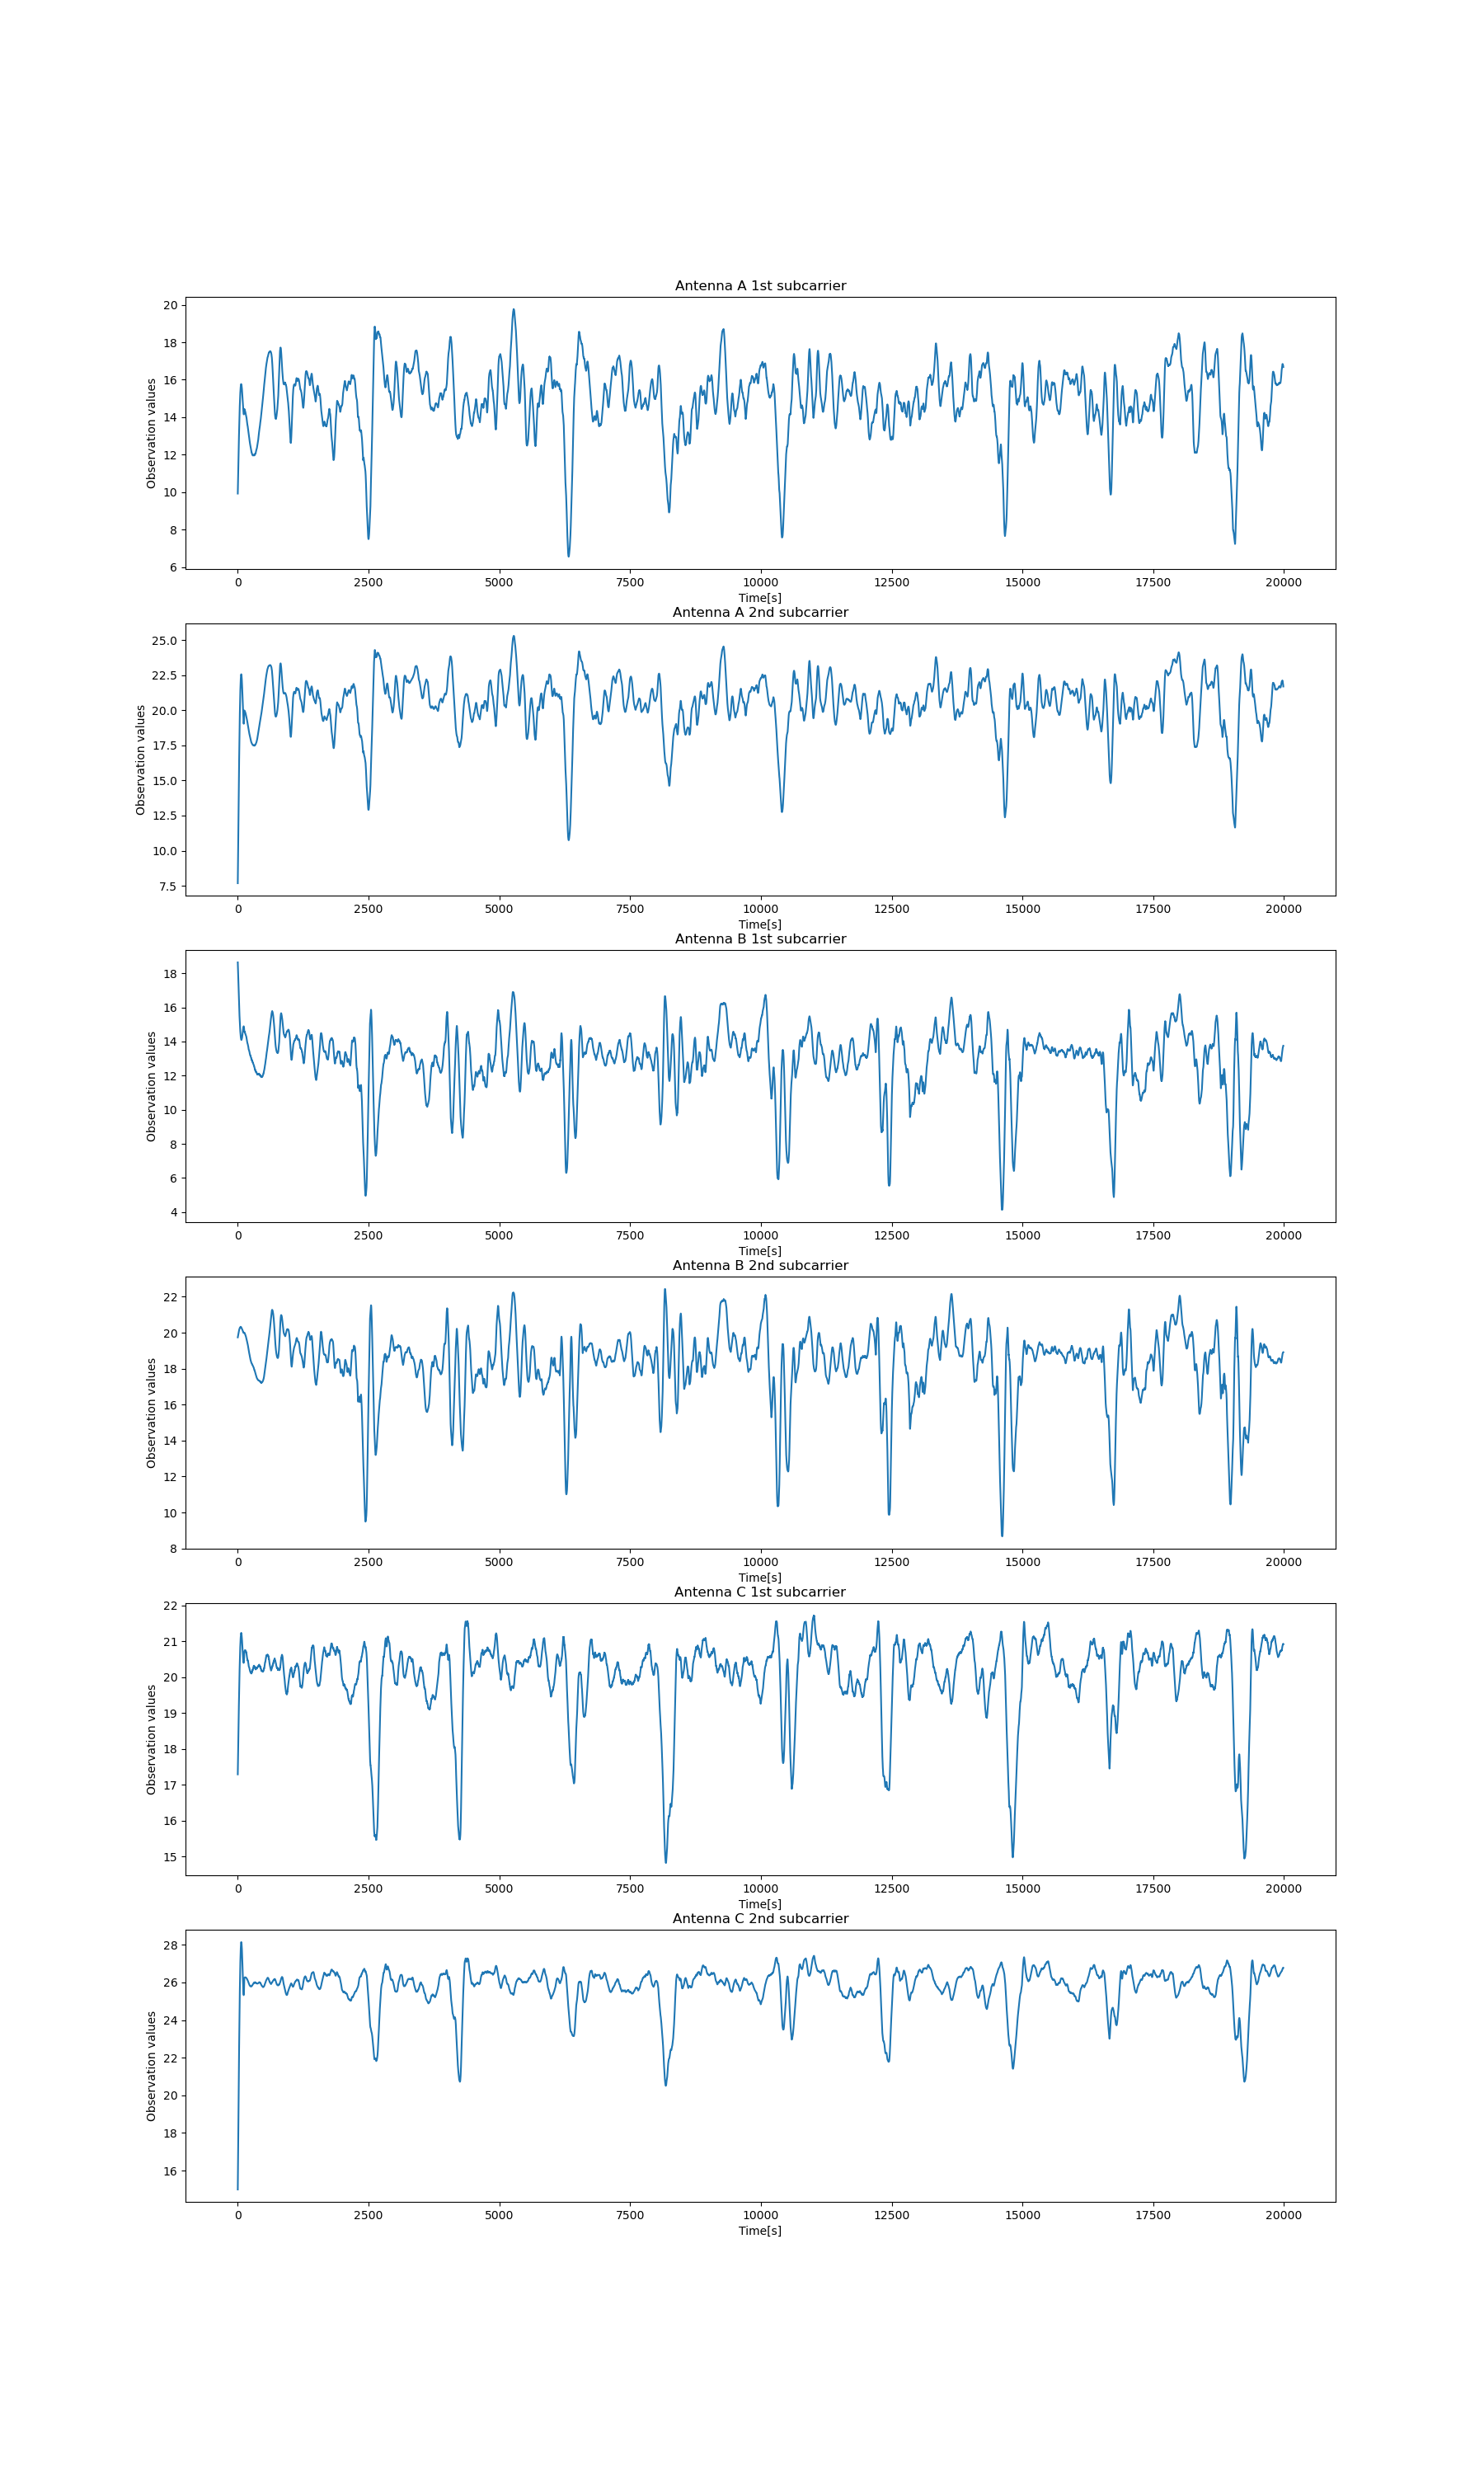 Antenna A 1st subcarrier
Observation values
20
18
16
14
12
10
8
6
0 2500 5000 7500 10000 12500 15000 17500 20000
Time[s]
Antenna A 2nd subcarrier
Observation values
25.0
22.5
20.0
17.5
15.0
12.5
10.0
7.5
0 2500 5000 7500 10000 12500 15000 17500 20000
Time[s]
Antenna B 1st subcarrier
Observation values
18
16
14
12
10
8
6
4
0 2500 5000 7500 10000 12500 15000 17500 20000
Time[s]
Antenna B 2nd subcarrier
Observation values
22
20
18
16
14
12
10
8
0 2500 5000 7500 10000 12500 15000 17500 20000
Time[s]
Antenna C 1st subcarrier
Observation values
22
21
20
19
18
17
16
15
0 2500 5000 7500 10000 12500 15000 17500 20000
Time[s]
Antenna C 2nd subcarrier
Observation values
28
26
24
22
20
18
16
0 2500 5000 7500 10000 12500 15000 17500 20000
Time[s]